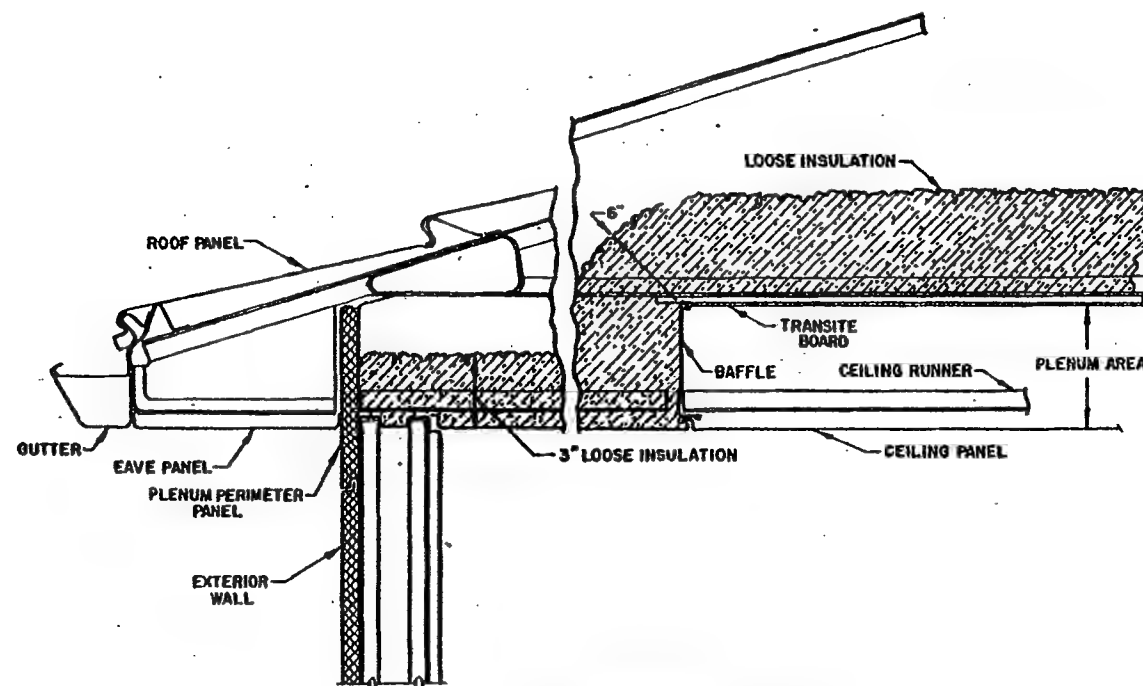 LOOSE INSULATION
6"
ROOF PANEL
TRANSITE
BOARD
PLENUM AREA
BAFFLE
CEILING RUNNER
GUTTER
EAVE PANEL
3" LOOSE INSULATION
CEILING PANEL
PLENUM PERIMETER
PANEL
EXTERIOR
WALL